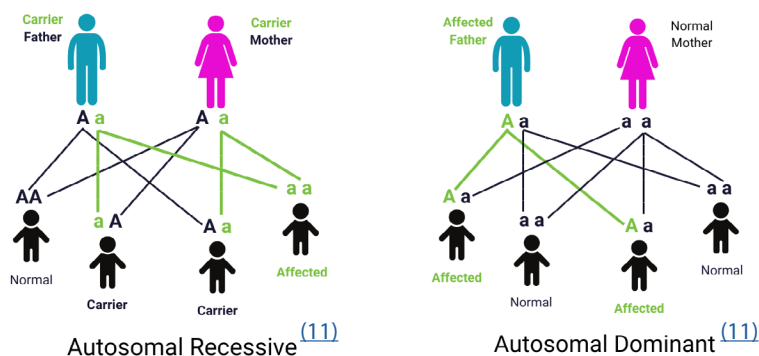 Carrier
Father
Carrier
Mother
A a
A a
AA
a A
A a
a a
Normal
Carrier
Carrier
Affected
Autosomal Recessive (11)
Affected
Father
Normal
Mother
A a
a a
A a
a a
A a
a a
Affected
Normal
Affected
Normal
Autosomal Dominant (11)